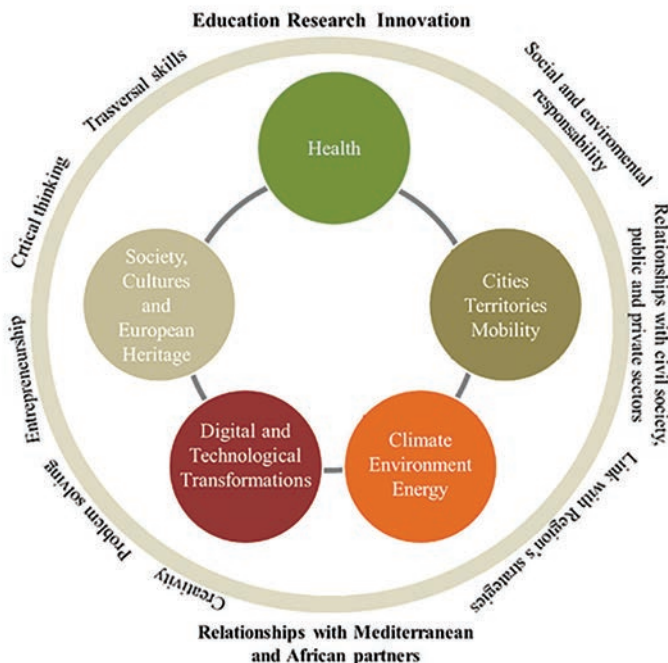 Education Research Innovation
Social and enviromental
responsability
Relationships with civil society,
public and private sectors
Link with Region's strategies
Relationships with Mediterranean
and African partners
Creativity
Problem solving
Entrepreneurship
Crtical thinking
Trasversal skills
Health
Cities
Territories
Mobility
Climate
Environment
Energy
Digital and
Technological
Transformations
Society,
Cultures
and
European
Heritage